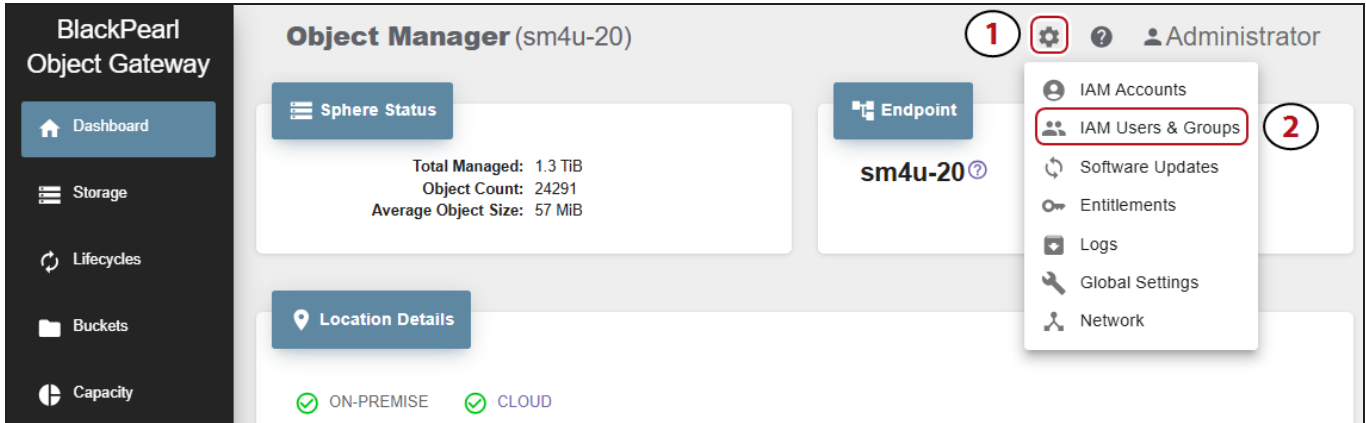 BlackPearl
Object Gateway
Dashboard
Storage
Lifecycles
Buckets
Capacity
Object Manager (sm4u-20)
1
Administrator
Sphere Status
Total Managed: 1.3 TiB
Object Count: 24291
Average Object Size: 57 MiB
Endpoint
sm4u-20
IAM Accounts
IAM Users & Groups
2
Software Updates
Entitlements
Logs
Global Settings
Network
Location Details
ON-PREMISE CLOUD